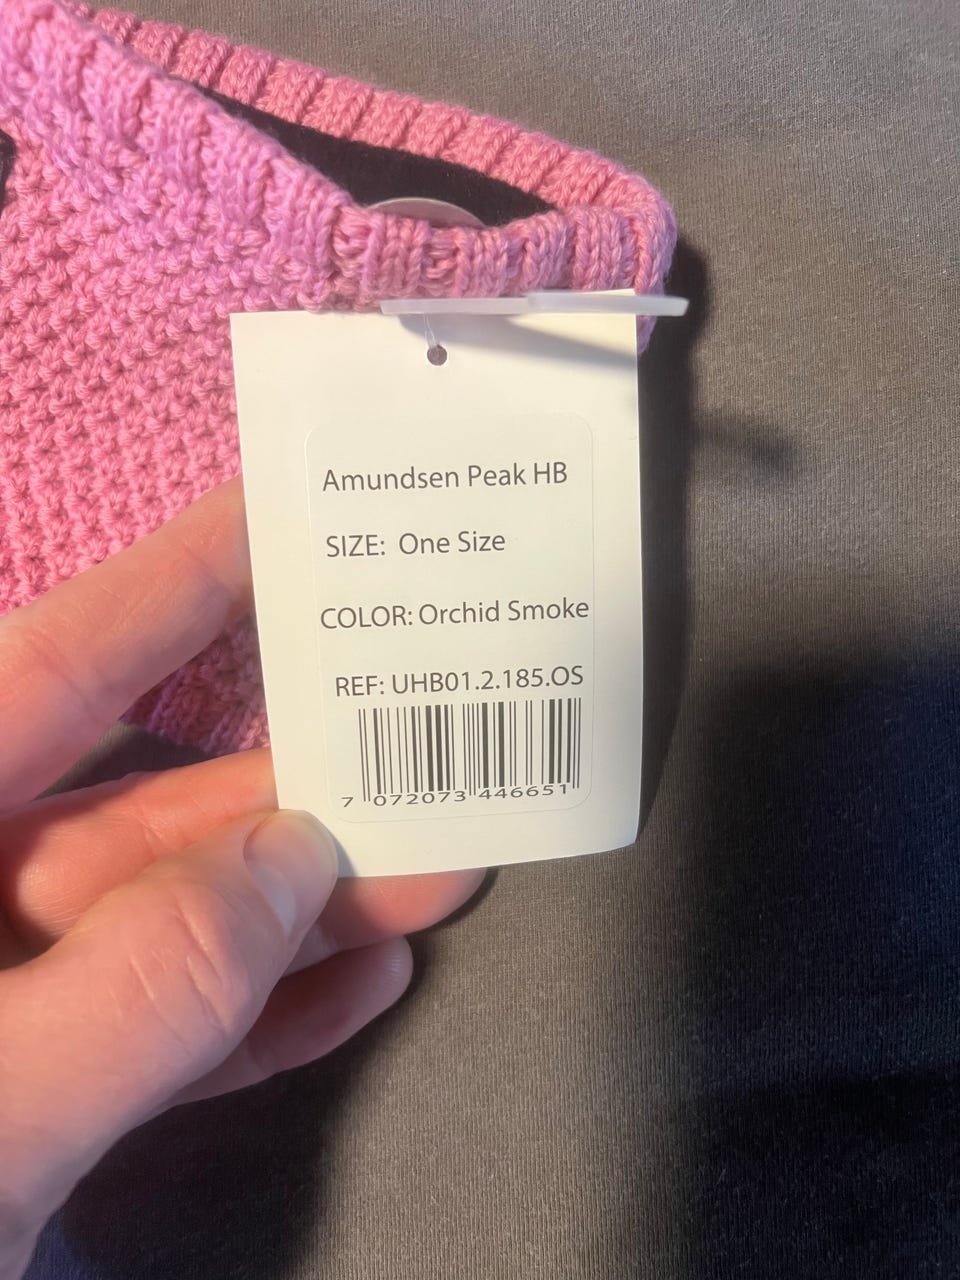 Amundsen Peak HB
SIZE: One Size
COLOR: Orchid Smoke
REF: UHB01.2.185.OS
7 072073 446651